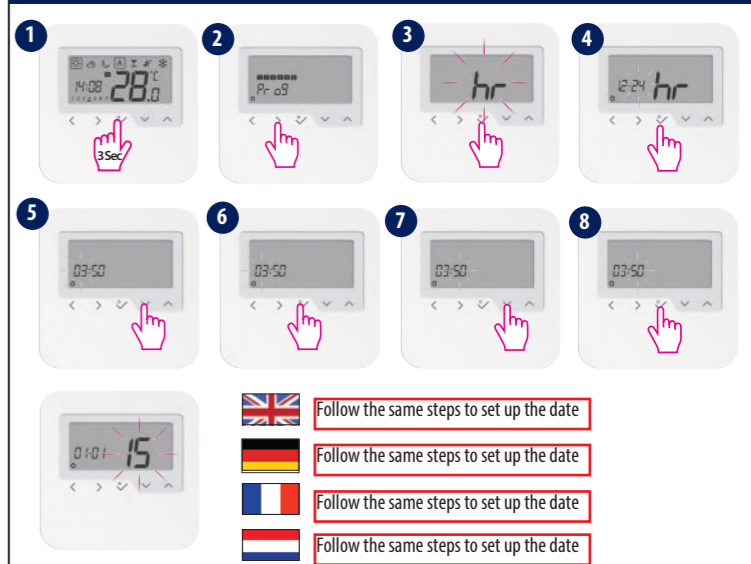 1
2
3
4
14:08
28.0
°C
A
3Sec.
Pr og
hr
12-24 hr
5
6
7
8
03:50
03:50
03:50
03:50
01:01 15
Follow the same steps to set up the date
Follow the same steps to set up the date
Follow the same steps to set up the date
Follow the same steps to set up the date